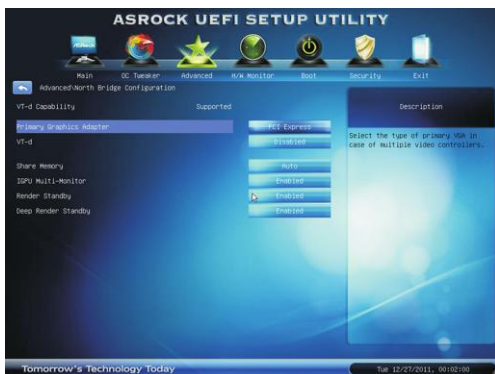 ASROCK UEFI SETUP UTILITY
Main OC Tweaker Advanced H/W Monitor Boot Security Exit
Advanced\North Bridge Configuration
Description
VT-d Capability Supported
Primary Graphics Adapter PCI Express
VT-d Disabled
Select the type of primary VGA in
case of multiple video controllers.
Share Memory Auto
IGPU Multi-Monitor Enabled
Render Standby Enabled
Deep Render Standby Enabled
Tomorrow's Technology Today
Tue 12/27/2011, 00:02:00